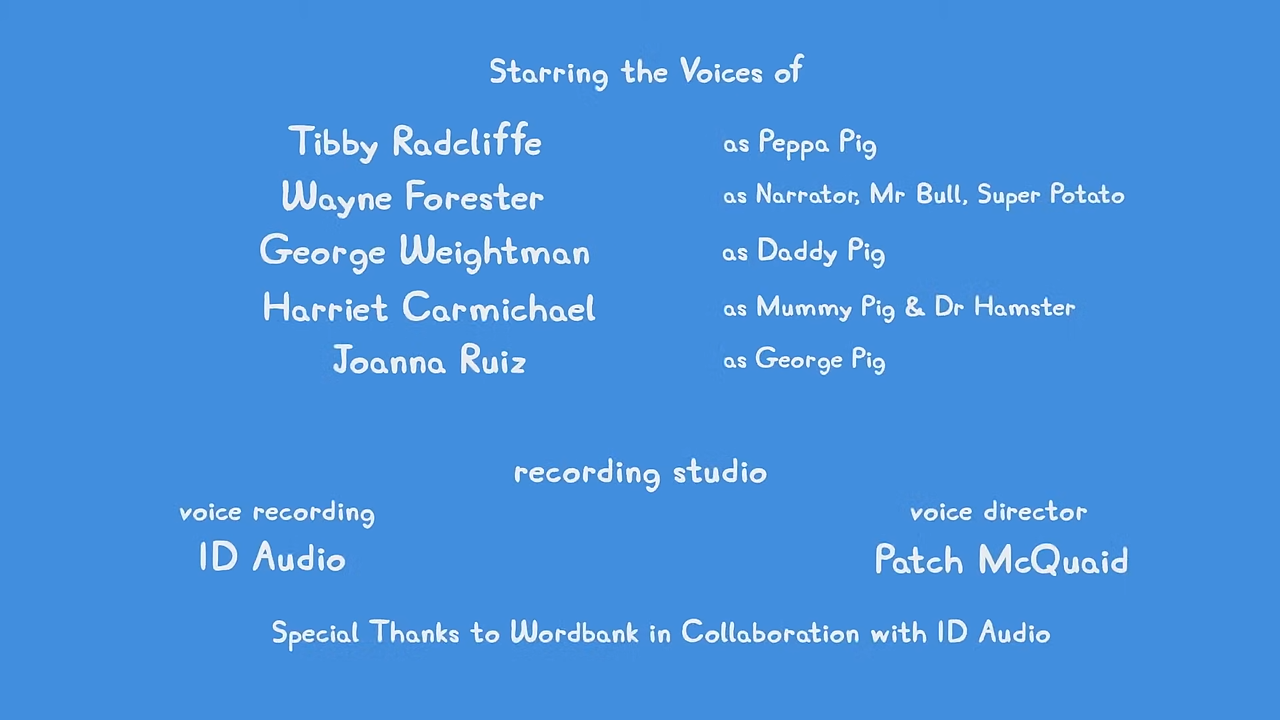 Starring the Voices of
Tibby Radcliffe as Peppa Pig
Wayne Forester as Narrator, Mr Bull, Super Potato
George Weightman as Daddy Pig
Harriet Carmichael as Mummy Pig & Dr Hamster
Joanna Ruiz as George Pig
recording studio
voice recording voice director
ID Audio Patch McQuaid
Special Thanks to Wordbank in Collaboration with ID Audio